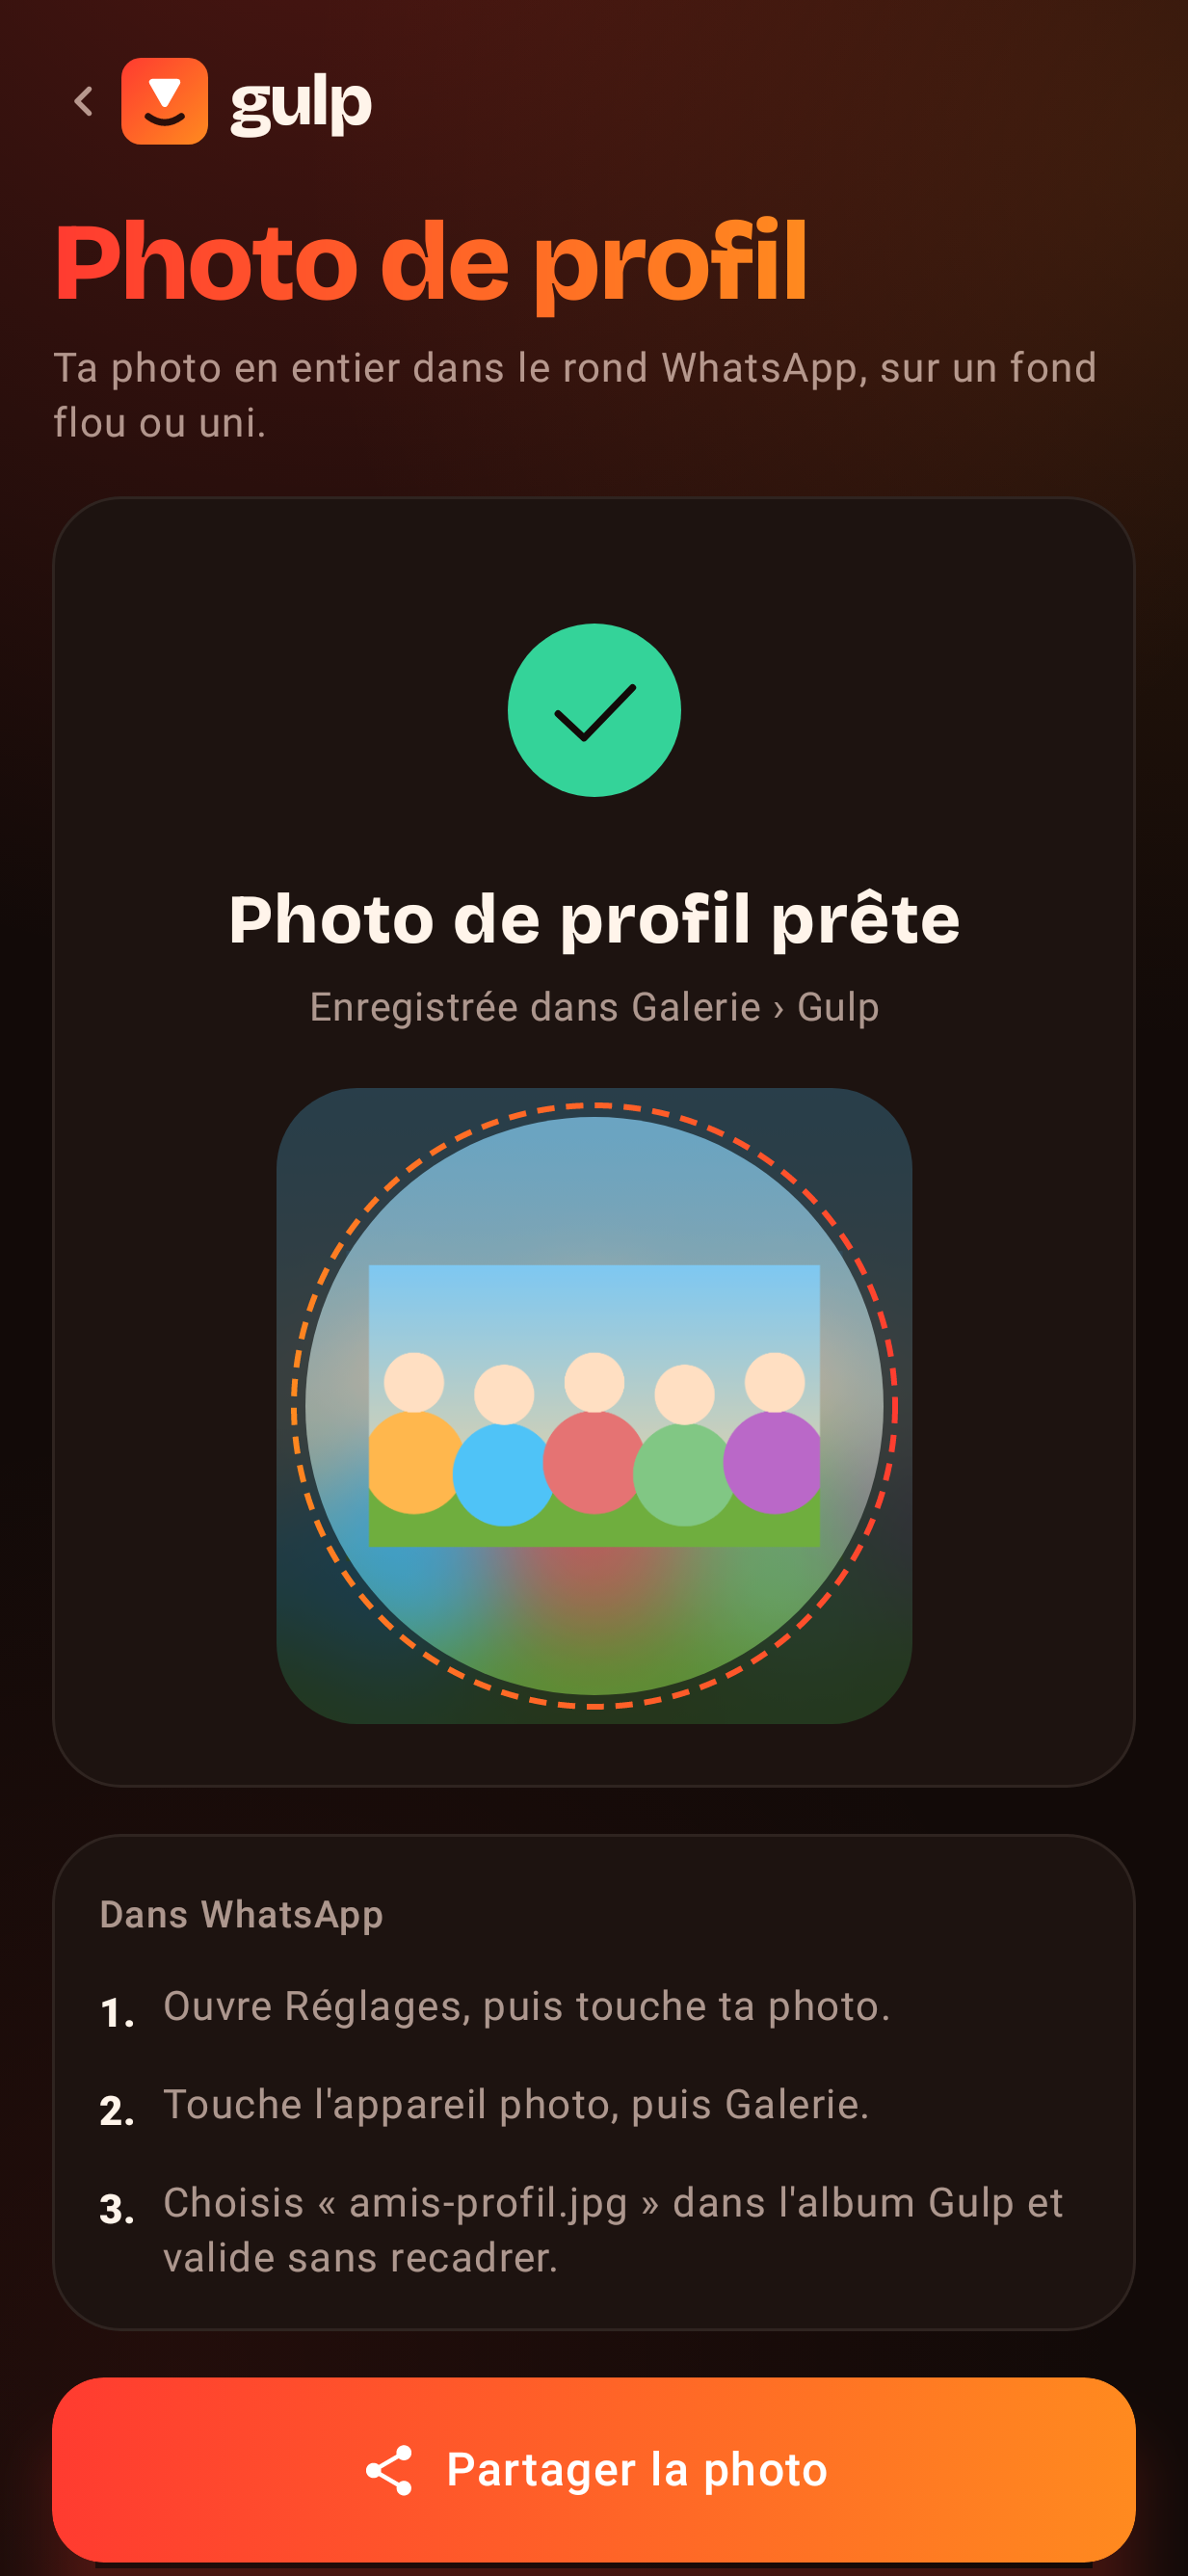 gulp
Photo de profil
Ta photo en entier dans le rond WhatsApp, sur un fond
flou ou uni.
Photo de profil prête
Enregistrée dans Galerie › Gulp
Dans WhatsApp
1. Ouvre Réglages, puis touche ta photo.
2. Touche l'appareil photo, puis Galerie.
3. Choisis « amis-profil.jpg » dans l'album Gulp et
valide sans recadrer.
Partager la photo